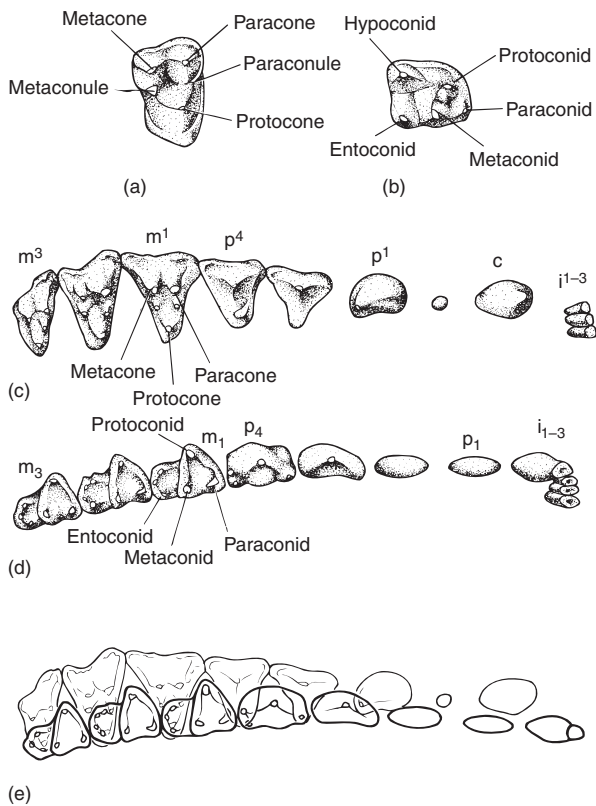 Metacone
Paracone
Metaconule
Paraconule
Protocone
(a)
Hypoconid
Protoconid
Paraconid
Entoconid
Metaconid
(b)
m³
m¹
p⁴
p¹
c
i¹⁻³
Metacone
Paracone
Protocone
(c)
Protoconid
m₃
m₁
p₄
p₁
i₁₋₃
Entoconid
Paraconid
Metaconid
(d)
(e)